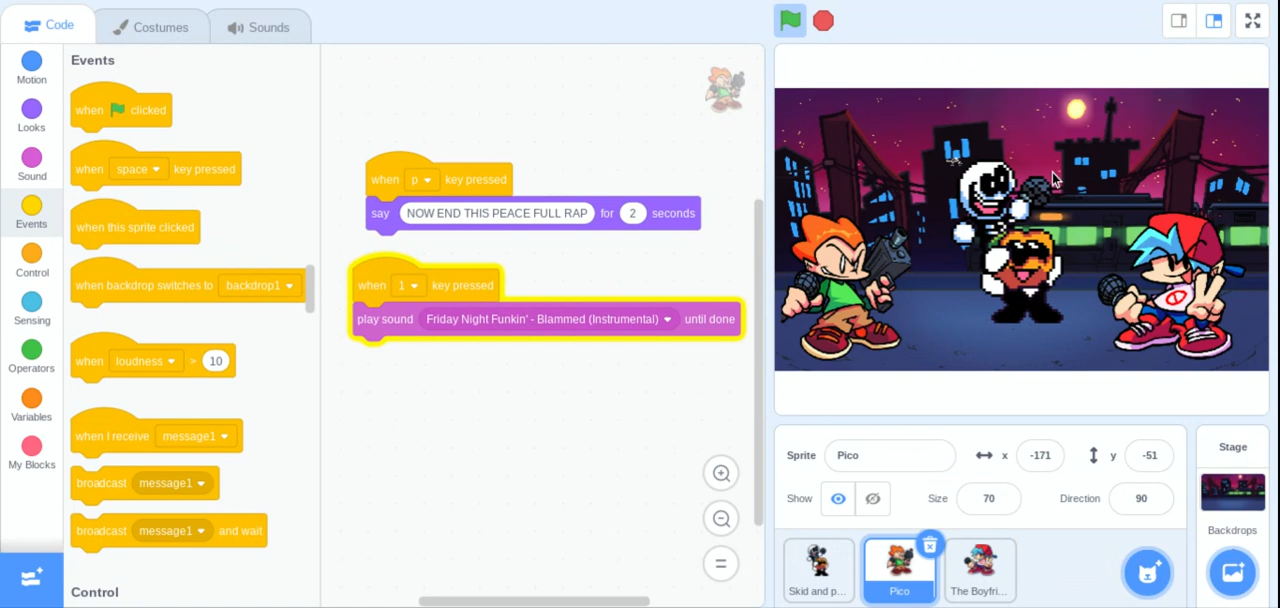 Code
Costumes
Sounds
Motion
Looks
Sound
Events
Control
Sensing
Operators
Variables
My Blocks
Events
when clicked
when space key pressed
when this sprite clicked
when backdrop switches to backdrop1
when loudness > 10
when I receive message1
broadcast message1
broadcast message1 and wait
Control
when p key pressed
say NOW END THIS PEACE FULL RAP for 2 seconds
when 1 key pressed
play sound Friday Night Funkin' - Blammed (Instrumental) until done
Sprite Pico x -171 y -51
Show Size 70 Direction 90
Skid and p...
Pico
The Boyfri...
Stage
Backdrops